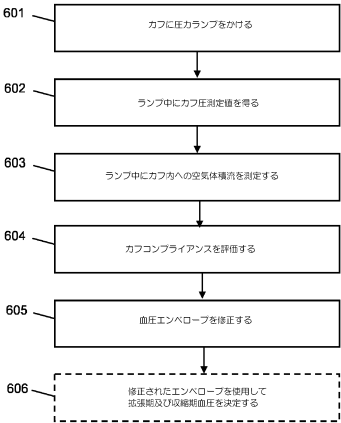 601
カフに圧力ランプをかける
602
ランプ中にカフ圧測定値を得る
603
ランプ中にカフ内への空気体積流を測定する
604
カフコンプライアンスを評価する
605
血圧エンベロープを修正する
606
修正されたエンベロープを使用して
拡張期及び収縮期血圧を決定する